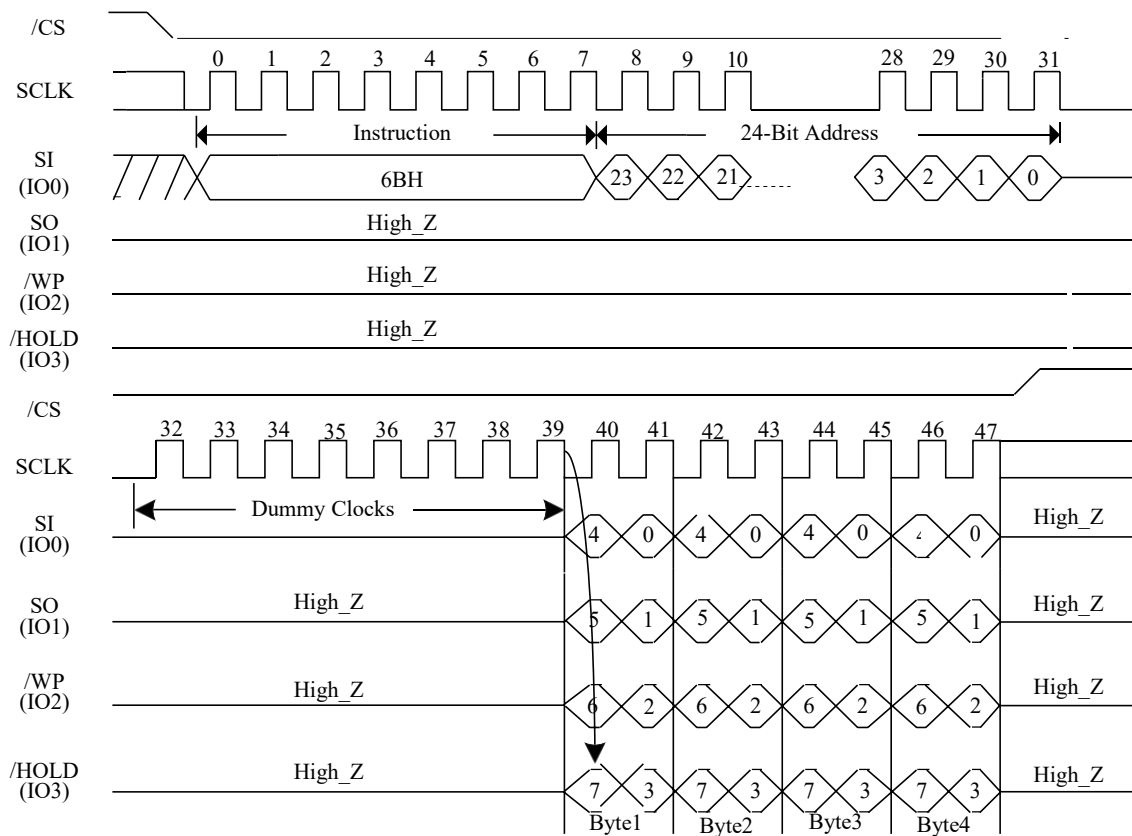 /CS
0 1 2 3 4 5 6 7 8 9 10 28 29 30 31
SCLK
Instruction 24-Bit Address
SI
(IO0)
6BH 23 22 21 3 2 1 0
SO
(IO1)
High_Z
/WP
(IO2)
High_Z
/HOLD
(IO3)
High_Z
/CS
32 33 34 35 36 37 38 39 40 41 42 43 44 45 46 47
SCLK
Dummy Clocks
SI
(IO0)
4 0 4 0 4 0 4 0 High_Z
SO
(IO1)
High_Z 5 1 5 1 5 1 5 1 High_Z
/WP
(IO2)
High_Z 6 2 6 2 6 2 6 2 High_Z
/HOLD
(IO3)
High_Z 7 3 7 3 7 3 7 3 High_Z
Byte1 Byte2 Byte3 Byte4